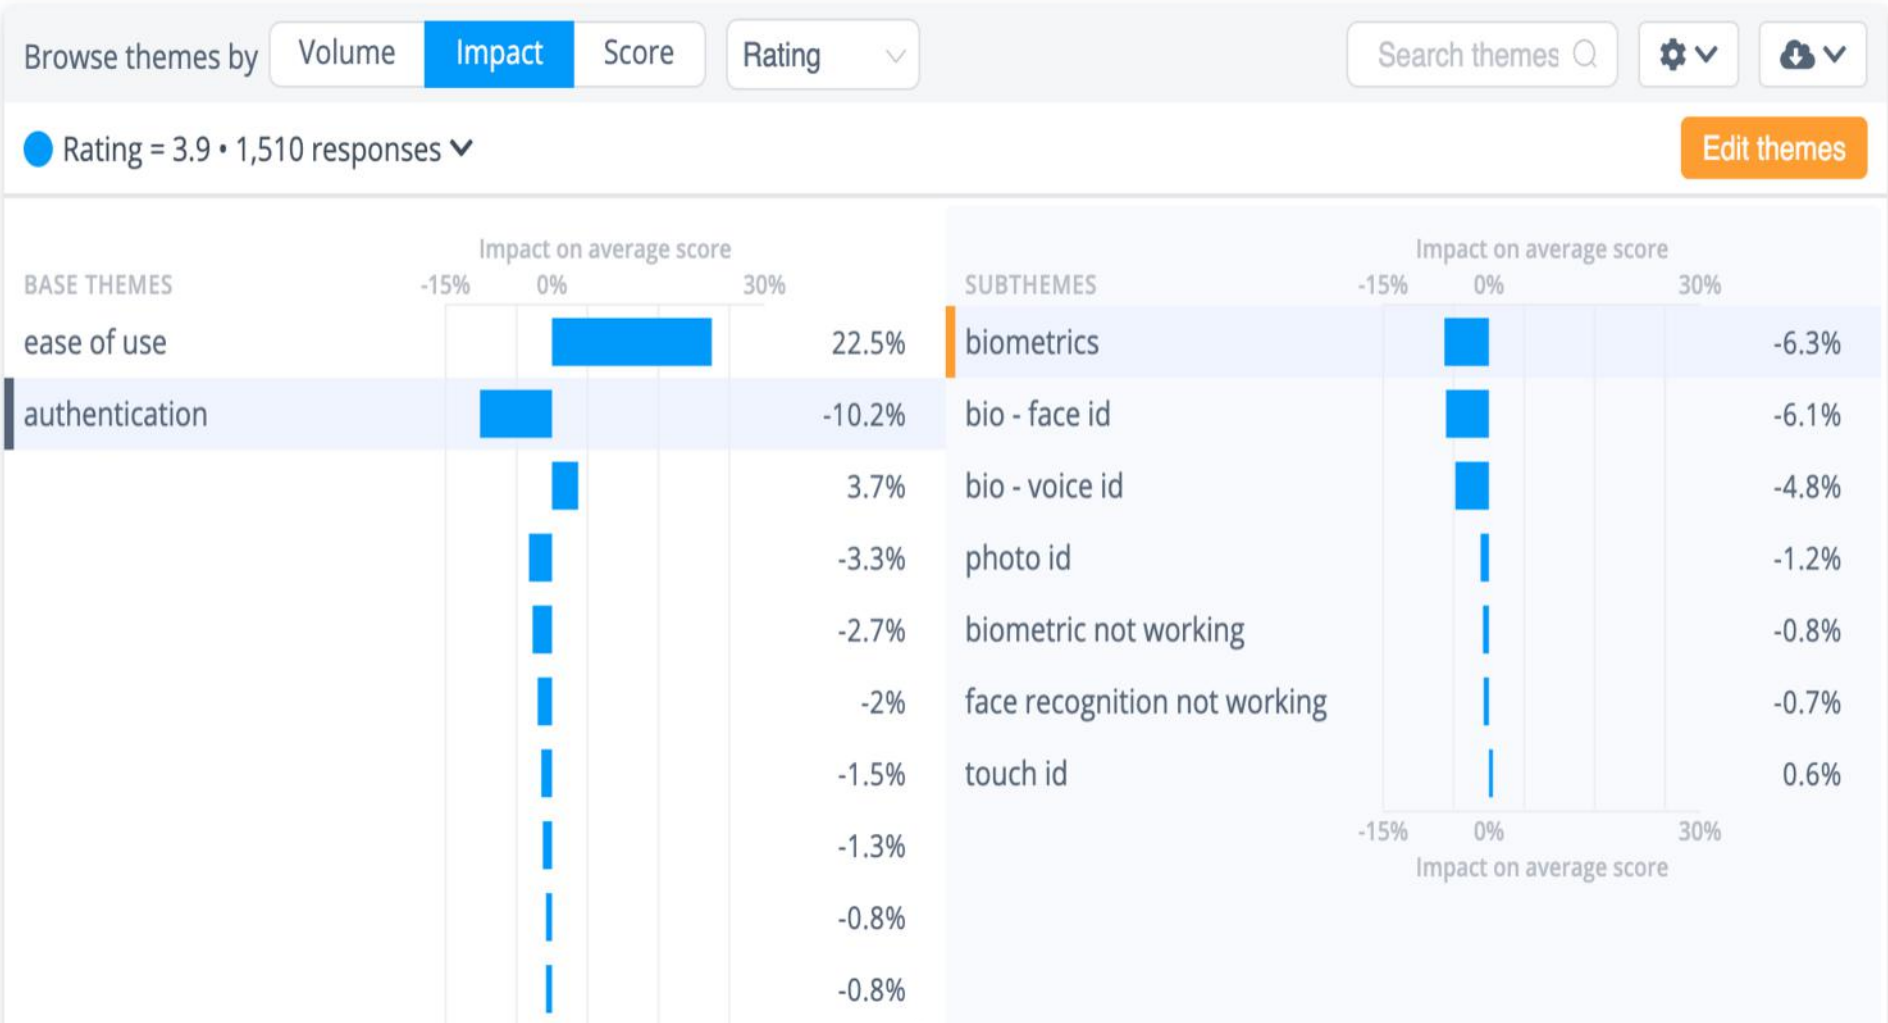 Browse themes by Volume Impact Score Rating Search themes
Rating = 3.9 • 1,510 responses Edit themes
Impact on average score
BASE THEMES -15% 0% 30%
ease of use 22.5%
authentication -10.2%
3.7%
-3.3%
-2.7%
-2%
-1.5%
-1.3%
-0.8%
-0.8%
Impact on average score
SUBTHEMES -15% 0% 30%
biometrics -6.3%
bio - face id -6.1%
bio - voice id -4.8%
photo id -1.2%
biometric not working -0.8%
face recognition not working -0.7%
touch id 0.6%
-15% 0% 30%
Impact on average score